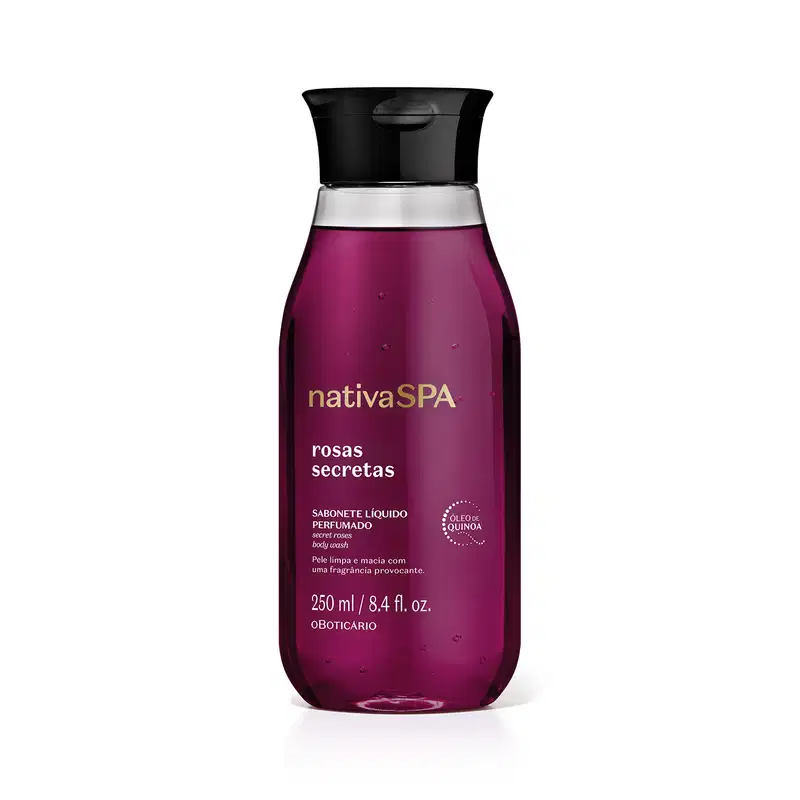 nativaSPA
rosas
secretas
SABONETE LÍQUIDO
PERFUMADO
secret roses
body wash
Pele limpa e macia com
uma fragrância provocante.
250 ml / 8.4 fl. oz.
oBOTICÁRIO
ÓLEO DE
QUINOA